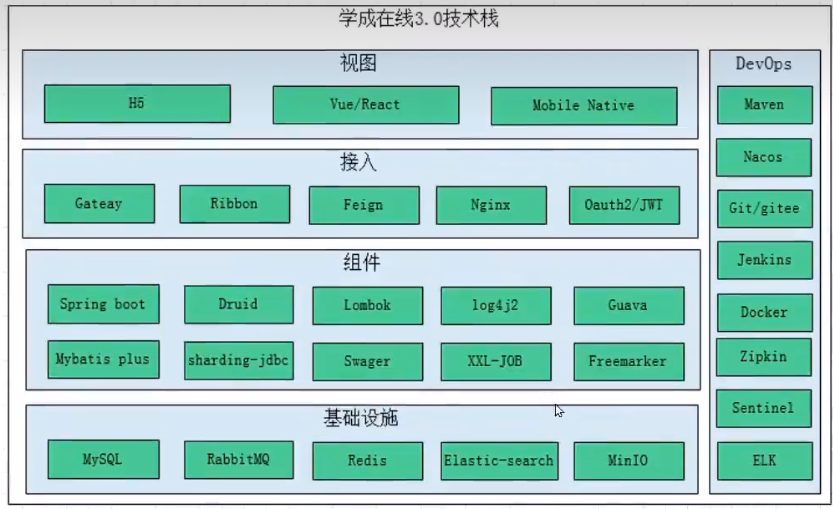 学成在线3.0技术栈
视图
H5
Vue/React
Mobile Native
接入
Gateay
Ribbon
Feign
Nginx
Oauth2/JWT
组件
Spring boot
Druid
Lombok
log4j2
Guava
Mybatis plus
sharding-jdbc
Swager
XXL-JOB
Freemarker
基础设施
MySQL
RabbitMQ
Redis
Elastic-search
MinIO
DevOps
Maven
Nacos
Git/gitee
Jenkins
Docker
Zipkin
Sentinel
ELK